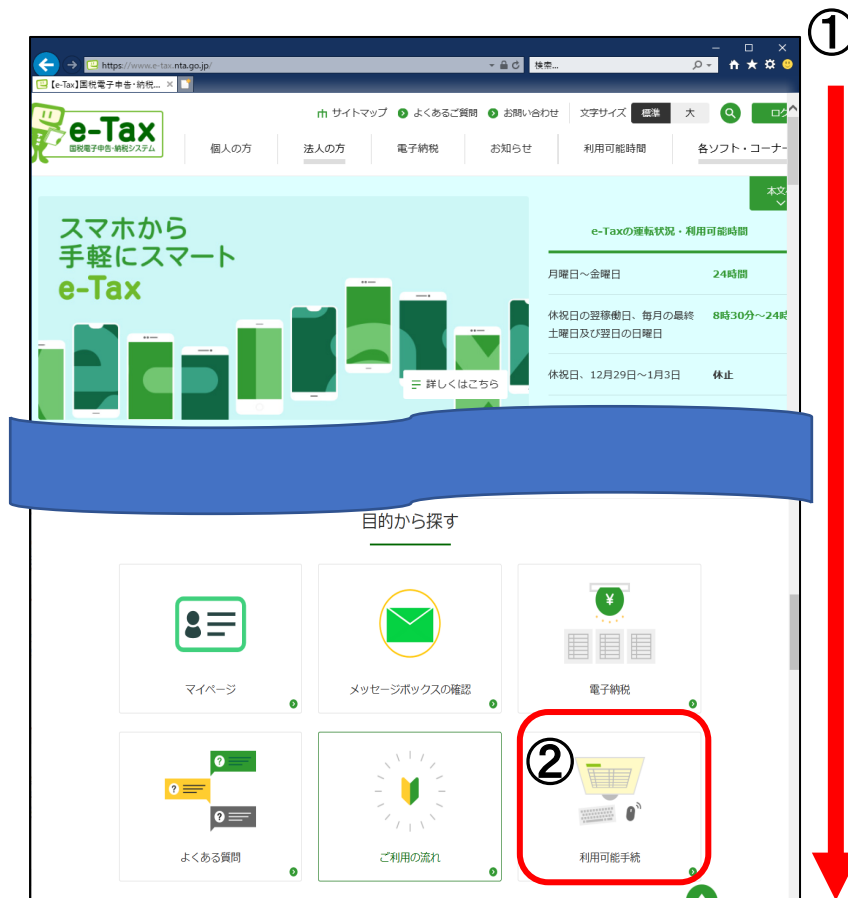 ①
https://www.e-tax.nta.go.jp/
検索...
【e-Tax】国税電子申告・納税...
サイトマップ
よくあるご質問
お問い合わせ
文字サイズ
標準
大
ログ
e-Tax
国税電子申告・納税システム
個人の方
法人の方
電子納税
お知らせ
利用可能時間
各ソフト・コーナー
本文
スマホから
手軽にスマート
e-Tax
詳しくはこちら
e-Taxの運転状況・利用可能時間
月曜日～金曜日
24時間
休祝日の翌稼働日、毎月の最終
土曜日及び翌日の日曜日
8時30分～24時
休祝日、12月29日～1月3日
休止
目的から探す
マイページ
メッセージボックスの確認
¥
電子納税
?
?
?
よくある質問
ご利用の流れ
②
利用可能手続